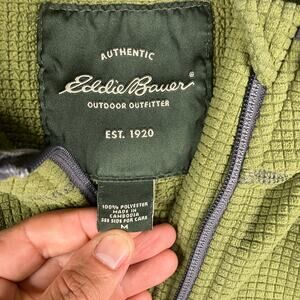 AUTHENTIC
Eddie Bauer®
OUTDOOR OUTFITTER
EST. 1920
100% POLYESTER
MADE IN
CAMBODIA
SEE SIDE FOR CARE
M